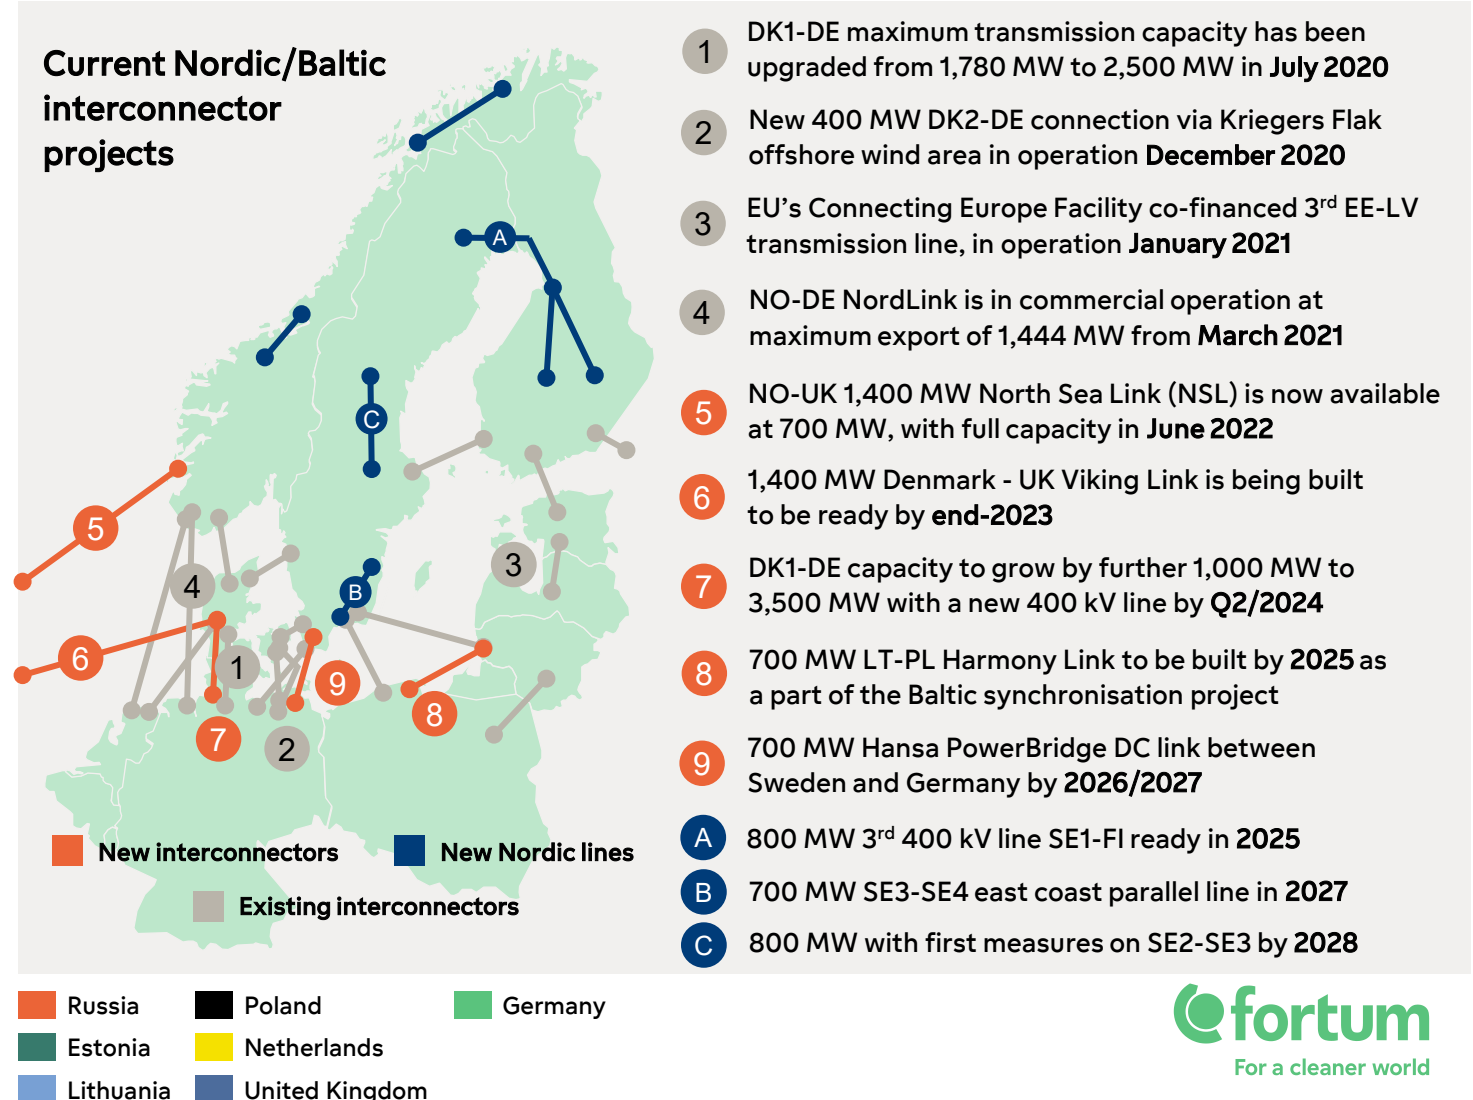 Current Nordic/Baltic
interconnector
projects
A
C
5
4
3
B
6
1
9
8
7
2
New interconnectors
New Nordic lines
Existing interconnectors
1
DK1-DE maximum transmission capacity has been
upgraded from 1,780 MW to 2,500 MW in July 2020
2
New 400 MW DK2-DE connection via Kriegers Flak
offshore wind area in operation December 2020
3
EU’s Connecting Europe Facility co-financed 3rd EE-LV
transmission line, in operation January 2021
4
NO-DE NordLink is in commercial operation at
maximum export of 1,444 MW from March 2021
5
NO-UK 1,400 MW North Sea Link (NSL) is now available
at 700 MW, with full capacity in June 2022
6
1,400 MW Denmark - UK Viking Link is being built
to be ready by end-2023
7
DK1-DE capacity to grow by further 1,000 MW to
3,500 MW with a new 400 kV line by Q2/2024
8
700 MW LT-PL Harmony Link to be built by 2025 as
a part of the Baltic synchronisation project
9
700 MW Hansa PowerBridge DC link between
Sweden and Germany by 2026/2027
A
800 MW 3rd 400 kV line SE1-FI ready in 2025
B
700 MW SE3-SE4 east coast parallel line in 2027
C
800 MW with first measures on SE2-SE3 by 2028
Russia
Poland
Germany
Estonia
Netherlands
Lithuania
United Kingdom
fortum
For a cleaner world